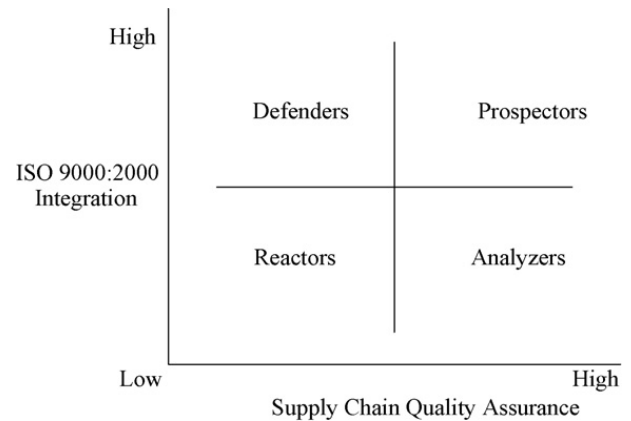 High
Defenders
Prospectors
ISO 9000:2000
Integration
Reactors
Analyzers
Low
High
Supply Chain Quality Assurance